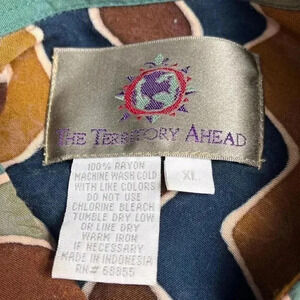 THE TERRITORY AHEAD
XL
100% RAYON
MACHINE WASH COLD
WITH LIKE COLORS
DO NOT USE
CHLORINE BLEACH
TUMBLE DRY LOW
OR LINE DRY
WARM IRON
IF NECESSARY
MADE IN INDONESIA
RN# 68955